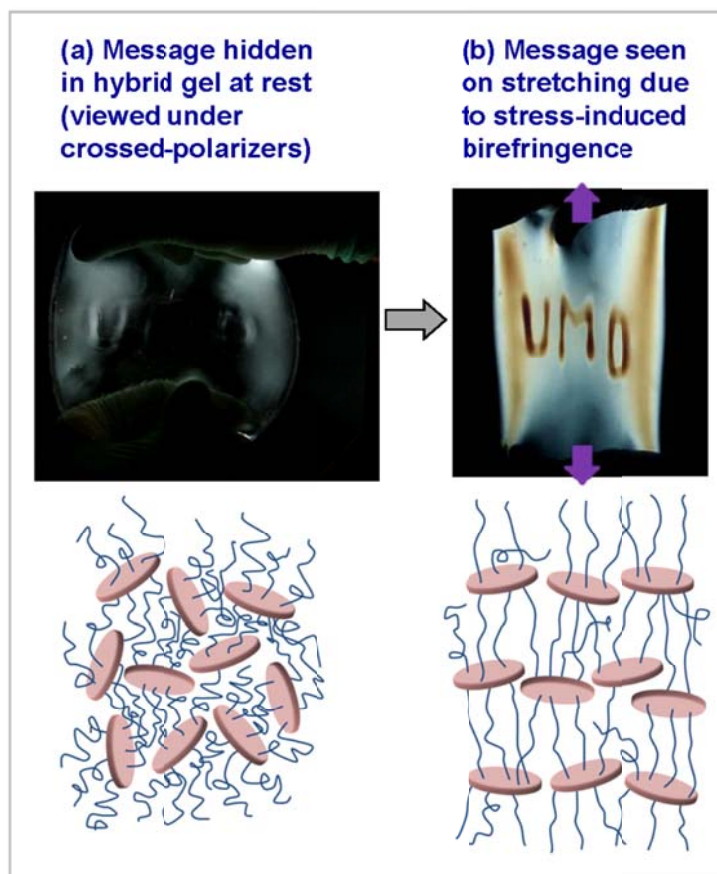 (a) Message hidden
in hybrid gel at rest
(viewed under
crossed-polarizers)
(b) Message seen
on stretching due
to stress-induced
birefringence
UMD